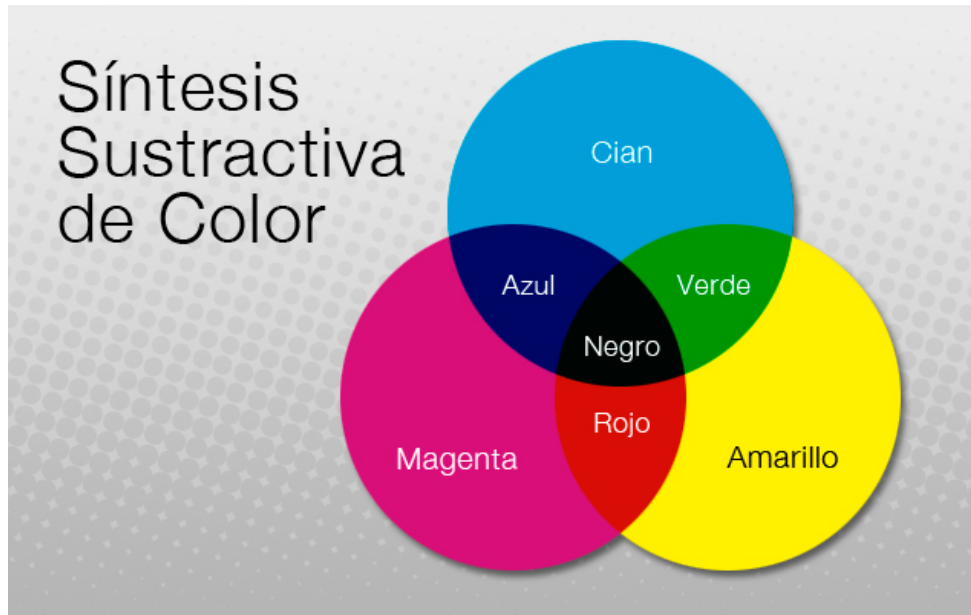 Síntesis
Sustractiva
de Color
Cian
Azul
Verde
Negro
Rojo
Magenta
Amarillo